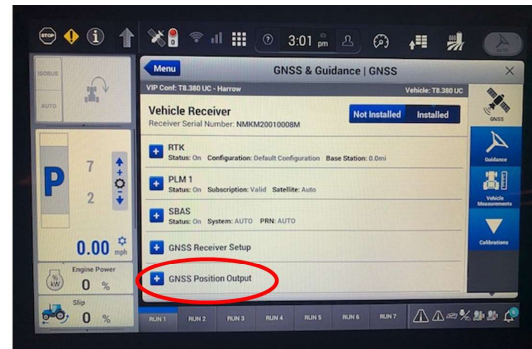 STOP
3:01 pm
ISOBUS
AUTO
Menu
GNSS & Guidance | GNSS
VIP Conf: T8.380 UC - Harrow
Vehicle: T8.380 UC
Vehicle Receiver
Receiver Serial Number: NMKM20010008M
Not Installed
Installed
RTK
Status: On Configuration: Default Configuration Base Station: 0.0mi
PLM 1
Status: On Subscription: Valid Satellite: Auto
SBAS
Status: On System: AUTO PRN: AUTO
GNSS Receiver Setup
GNSS Position Output
GNSS
Guidance
Vehicle
Measurements
Calibrations
P
7
2
0.00 mph
Engine Power
% kW
0 %
Slip
0 %
RUN 1 RUN 2 RUN 3 RUN 4 RUN 5 RUN 6 RUN 7